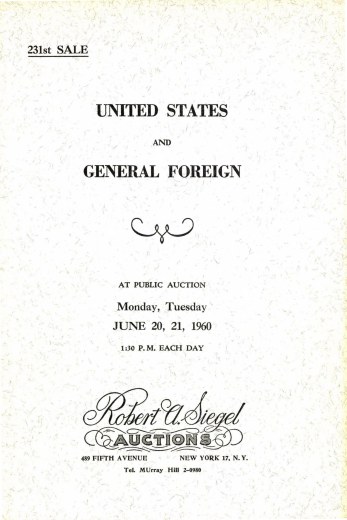 231st SALE
UNITED STATES
AND
GENERAL FOREIGN
AT PUBLIC AUCTION
Monday, Tuesday
JUNE 20, 21, 1960
1:30 P.M. EACH DAY
Robert A. Siegel
AUCTIONS
489 FIFTH AVENUE NEW YORK 17, N. Y.
Tel. MUrray Hill 2-0980